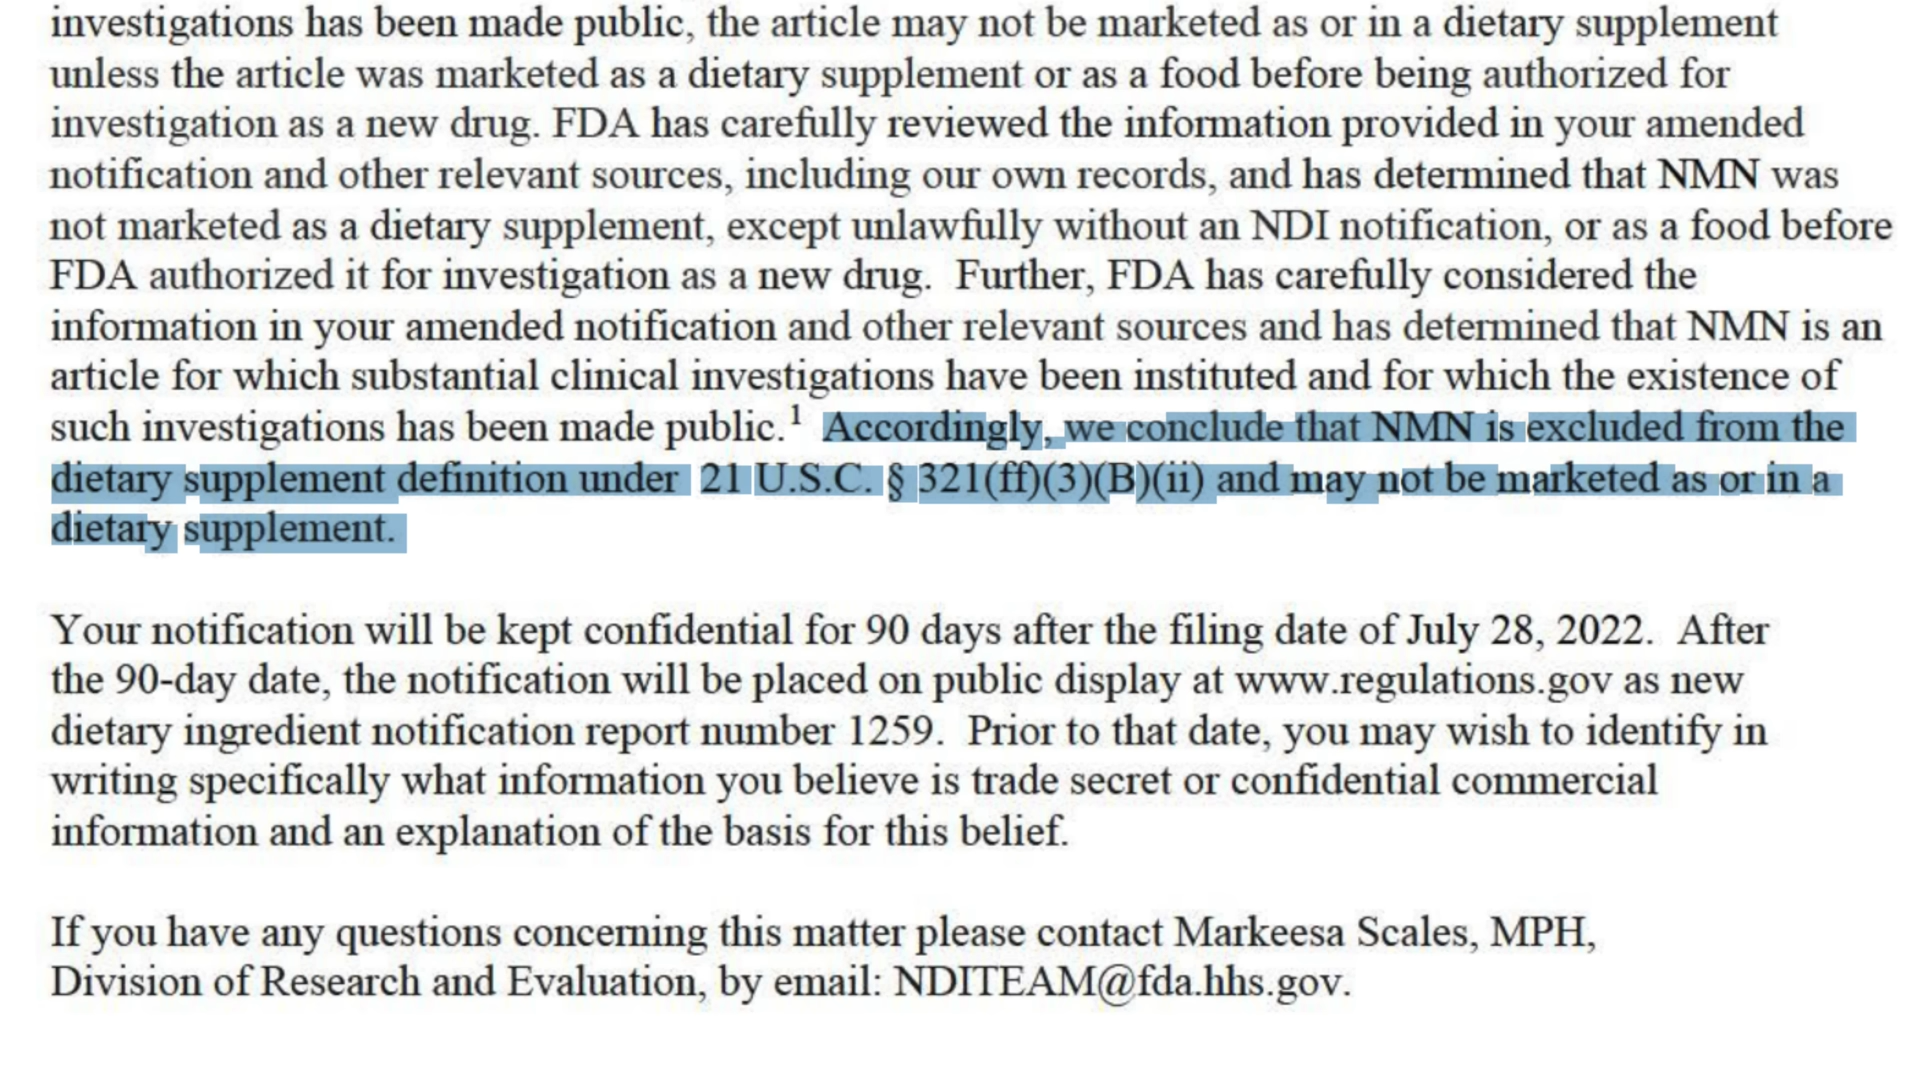 investigations has been made public, the article may not be marketed as or in a dietary supplement
unless the article was marketed as a dietary supplement or as a food before being authorized for
investigation as a new drug. FDA has carefully reviewed the information provided in your amended
notification and other relevant sources, including our own records, and has determined that NMN was
not marketed as a dietary supplement, except unlawfully without an NDI notification, or as a food before
FDA authorized it for investigation as a new drug.  Further, FDA has carefully considered the
information in your amended notification and other relevant sources and has determined that NMN is an
article for which substantial clinical investigations have been instituted and for which the existence of
such investigations has been made public.1  Accordingly, we conclude that NMN is excluded from the
dietary supplement definition under 21 U.S.C. § 321(ff)(3)(B)(ii) and may not be marketed as or in a
dietary supplement.
Your notification will be kept confidential for 90 days after the filing date of July 28, 2022.  After
the 90-day date, the notification will be placed on public display at www.regulations.gov as new
dietary ingredient notification report number 1259.  Prior to that date, you may wish to identify in
writing specifically what information you believe is trade secret or confidential commercial
information and an explanation of the basis for this belief.
If you have any questions concerning this matter please contact Markeesa Scales, MPH,
Division of Research and Evaluation, by email: NDITEAM@fda.hhs.gov.